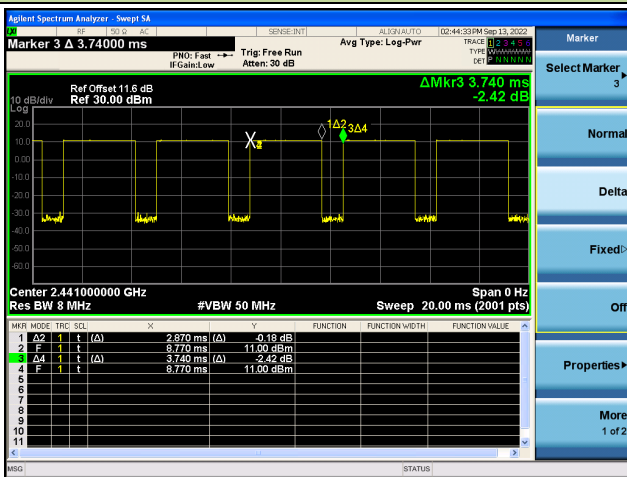 Agilent Spectrum Analyzer - Swept SA
RF 50 Ω AC SENSE:INT ALIGNAUTO 02:44:33 PM Sep 13, 2022
Marker 3 Δ 3.74000 ms
PNO: Fast
IFGain:Low
Trig: Free Run
Atten: 30 dB
Avg Type: Log-Pwr
TRACE 1 2 3 4 5 6
TYPE
DET P N N N N N
Ref Offset 11.6 dB
Ref 30.00 dBm
10 dB/div
Log
ΔMkr3 3.740 ms
-2.42 dB
20.0
10.0
0.00
-10.0
-20.0
-30.0
-40.0
-50.0
-60.0
X2
1Δ2
3Δ4
Center 2.441000000 GHz
Span 0 Hz
Res BW 8 MHz
#VBW 50 MHz
Sweep 20.00 ms (2001 pts)
MKR MODE TRC SCL X Y FUNCTION FUNCTION WIDTH FUNCTION VALUE
1 Δ2 1 t (Δ) 2.870 ms (Δ) -0.18 dB
2 F 1 t 8.770 ms 11.00 dBm
3 Δ4 1 t (Δ) 3.740 ms (Δ) -2.42 dB
4 F 1 t 8.770 ms 11.00 dBm
5
6
7
8
9
10
11
MSG
STATUS
Marker
Select Marker
3
Normal
Delta
Fixed
Off
Properties
More
1 of 2